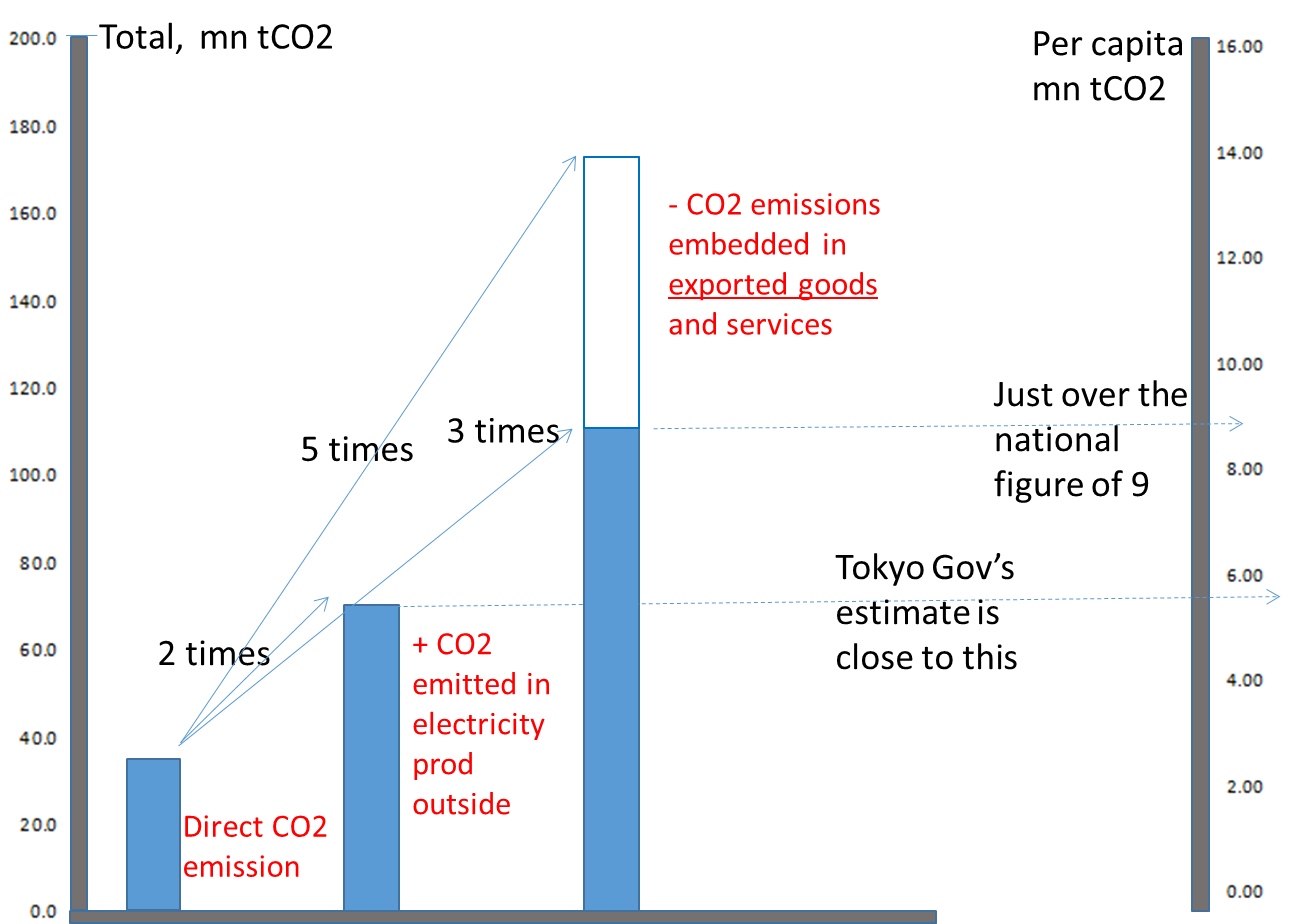 Total, mn tCO2
200.0
180.0
160.0
140.0
120.0
100.0
80.0
60.0
40.0
20.0
0.0
Per capita
mn tCO2
16.00
14.00
12.00
10.00
8.00
6.00
4.00
2.00
0.00
- CO2 emissions
embedded in
exported goods
and services
5 times
3 times
2 times
Just over the
national
figure of 9
Tokyo Gov's
estimate is
close to this
+ CO2
emitted in
electricity
prod
outside
Direct CO2
emission